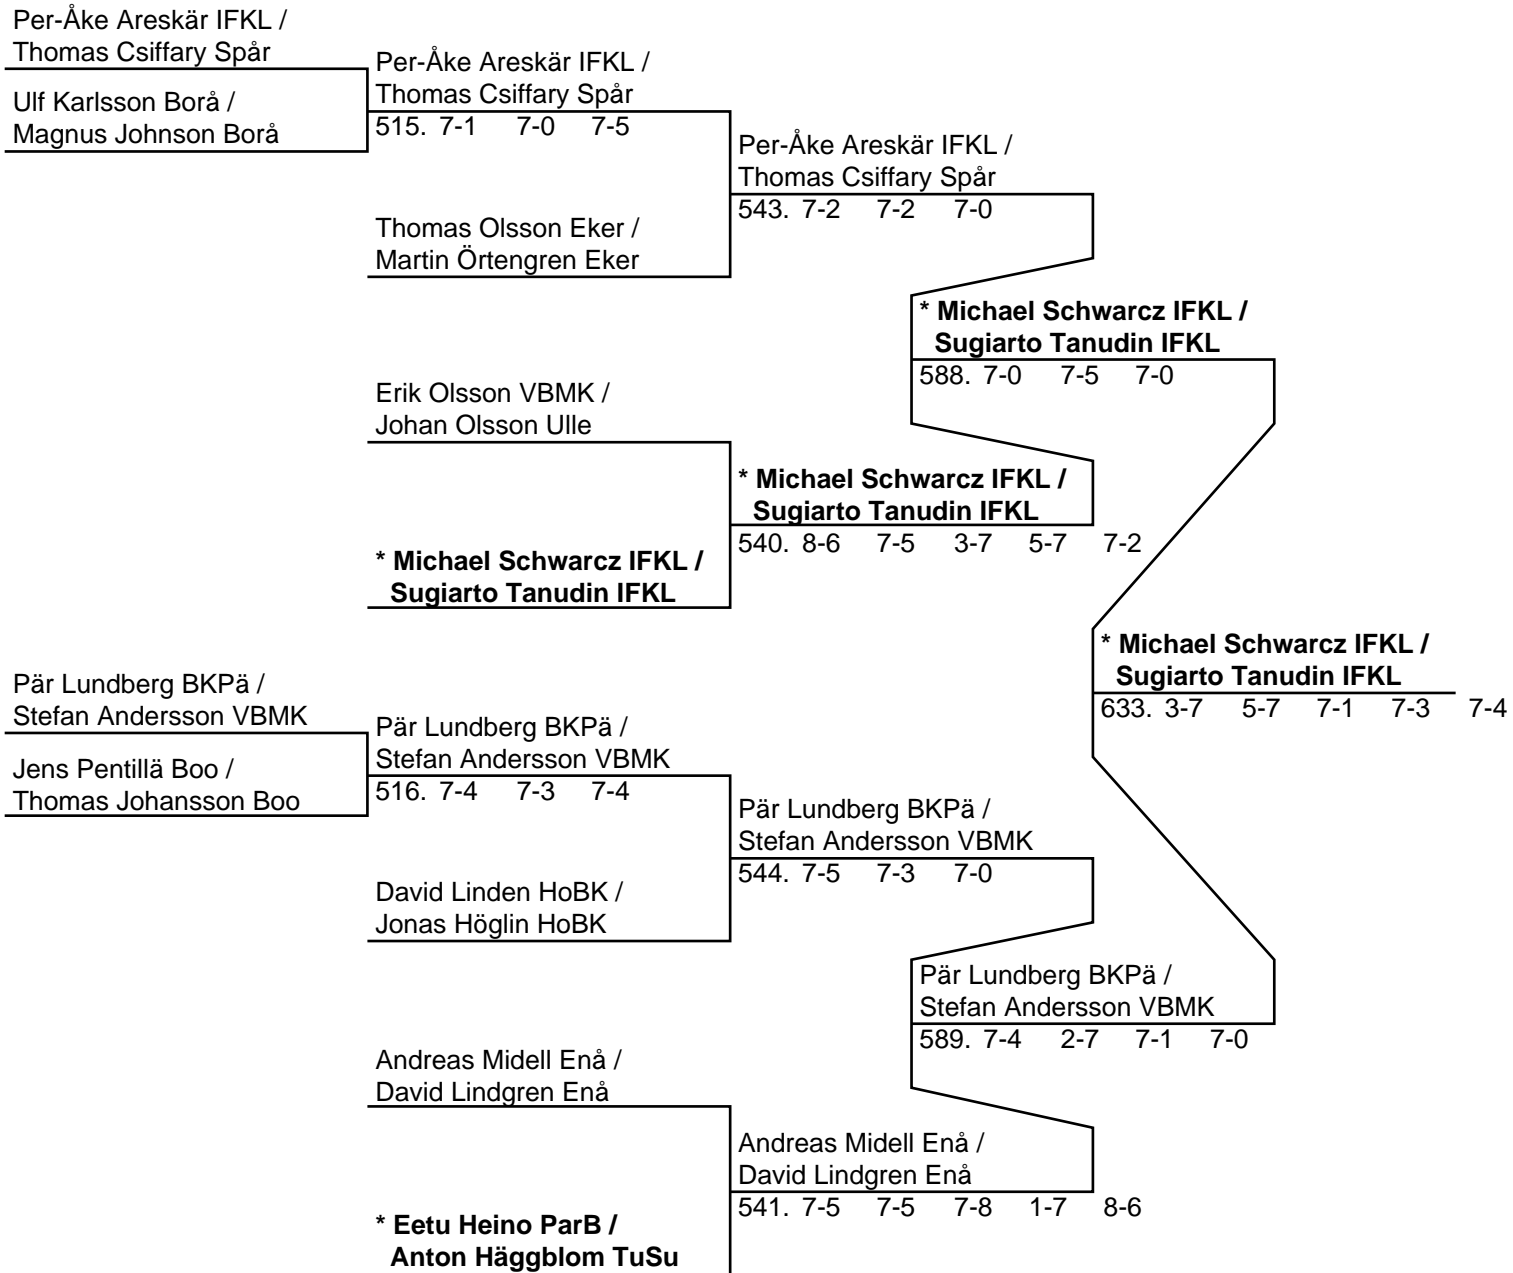 Per-Åke Areskär IFKL /
Thomas Csiffary Spår
Ulf Karlsson Borå /
Magnus Johnson Borå
Per-Åke Areskär IFKL /
Thomas Csiffary Spår
515. 7-1 7-0 7-5
Thomas Olsson Eker /
Martin Örtengren Eker
Per-Åke Areskär IFKL /
Thomas Csiffary Spår
543. 7-2 7-2 7-0
* Michael Schwarcz IFKL /
Sugiarto Tanudin IFKL
588. 7-0 7-5 7-0
Erik Olsson VBMK /
Johan Olsson Ulle
* Michael Schwarcz IFKL /
Sugiarto Tanudin IFKL
540. 8-6 7-5 3-7 5-7 7-2
* Michael Schwarcz IFKL /
Sugiarto Tanudin IFKL
* Michael Schwarcz IFKL /
Sugiarto Tanudin IFKL
633. 3-7 5-7 7-1 7-3 7-4
Pär Lundberg BKPä /
Stefan Andersson VBMK
Jens Pentillä Boo /
Thomas Johansson Boo
Pär Lundberg BKPä /
Stefan Andersson VBMK
516. 7-4 7-3 7-4
David Linden HoBK /
Jonas Höglin HoBK
Pär Lundberg BKPä /
Stefan Andersson VBMK
544. 7-5 7-3 7-0
Pär Lundberg BKPä /
Stefan Andersson VBMK
589. 7-4 2-7 7-1 7-0
Andreas Midell Enå /
David Lindgren Enå
Andreas Midell Enå /
David Lindgren Enå
541. 7-5 7-5 7-8 1-7 8-6
* Eetu Heino ParB /
Anton Häggblom TuSu